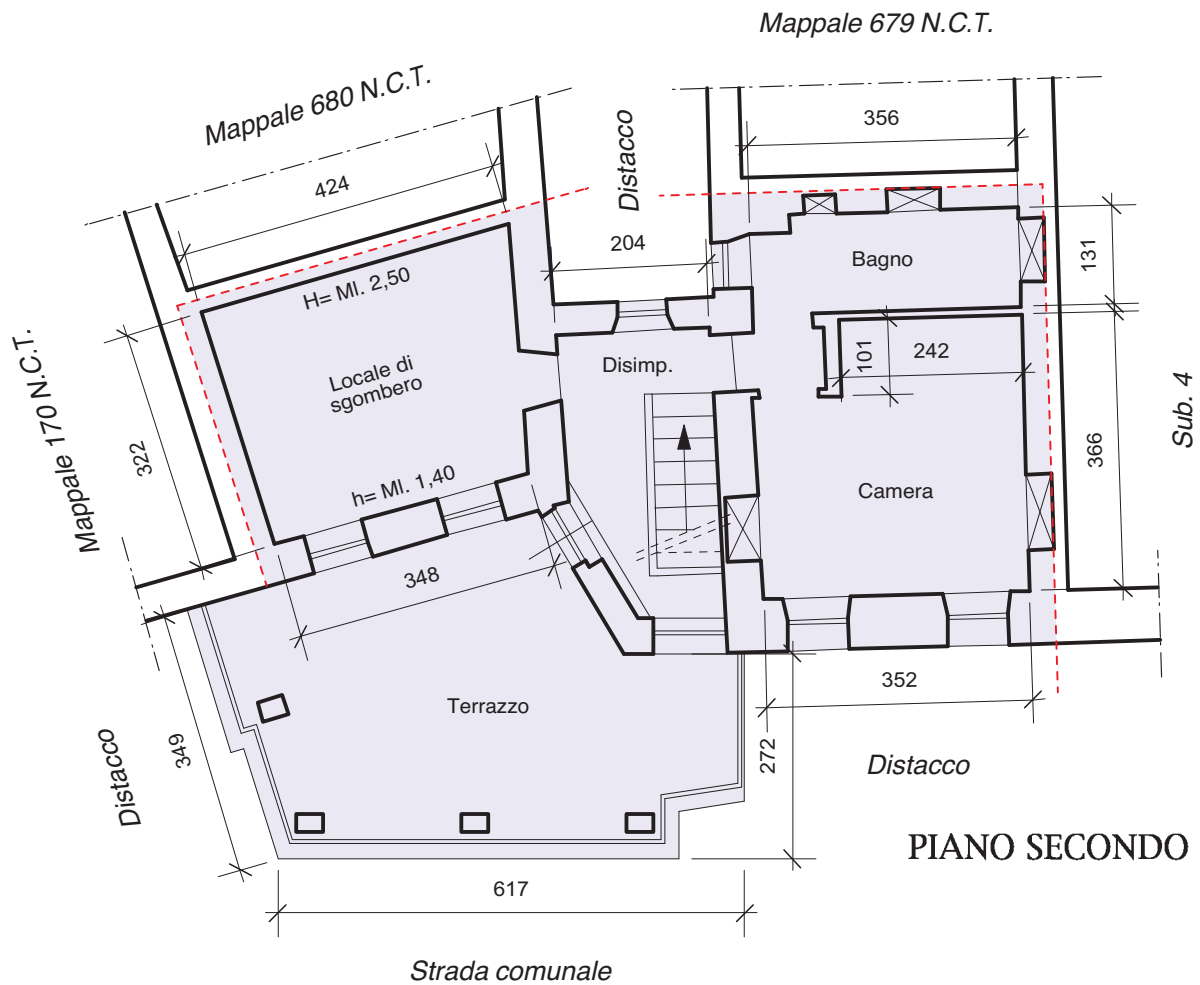 Mappale 679 N.C.T.
Mappale 680 N.C.T.
Distacco
356
424
204
Bagno
131
H= Ml. 2,50
Locale di
sgombero
Disimp.
101
242
Mappale 170 N.C.T.
322
Sub. 4
366
h= Ml. 1,40
Camera
348
352
Terrazzo
349
272
Distacco
Distacco
PIANO SECONDO
617
Strada comunale